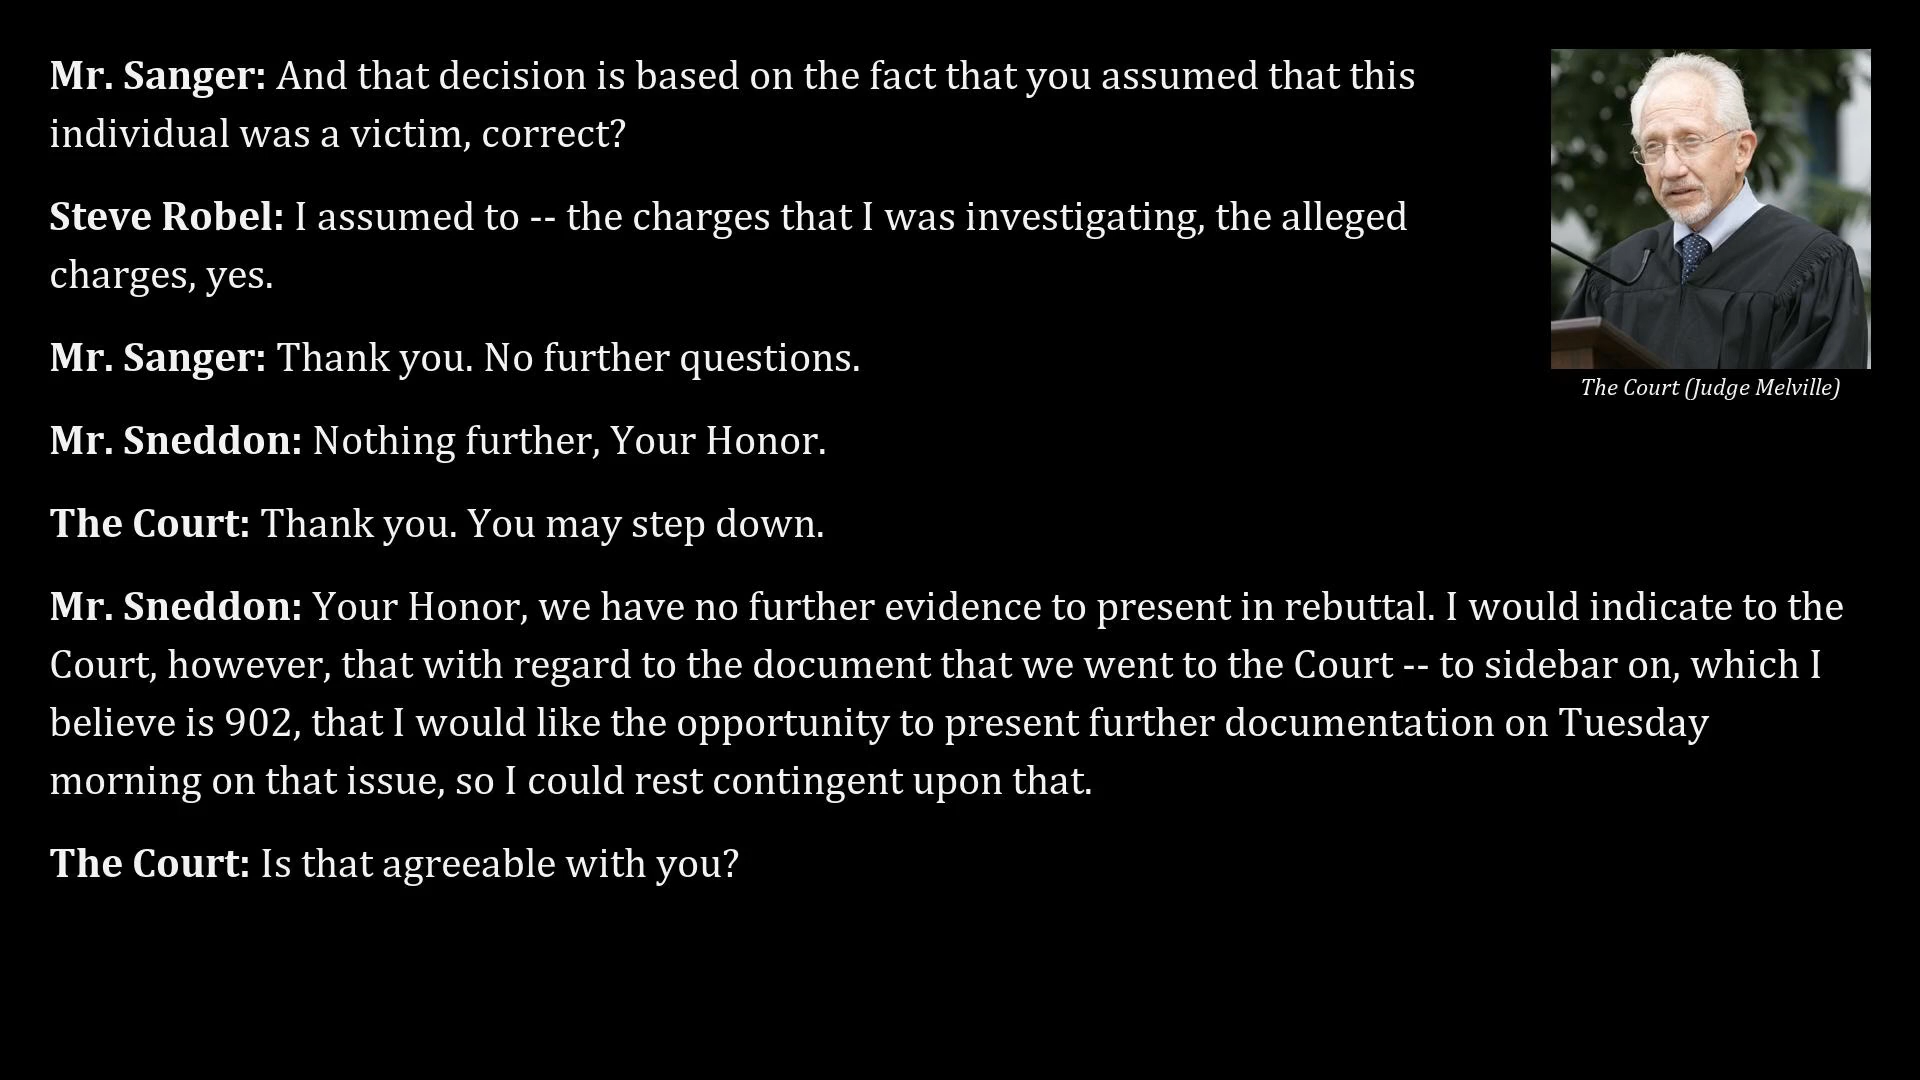 Mr. Sanger: And that decision is based on the fact that you assumed that this
individual was a victim, correct?
Steve Robel: I assumed to -- the charges that I was investigating, the alleged
charges, yes.
Mr. Sanger: Thank you. No further questions.
Mr. Sneddon: Nothing further, Your Honor.
The Court: Thank you. You may step down.
Mr. Sneddon: Your Honor, we have no further evidence to present in rebuttal. I would indicate to the
Court, however, that with regard to the document that we went to the Court -- to sidebar on, which I
believe is 902, that I would like the opportunity to present further documentation on Tuesday
morning on that issue, so I could rest contingent upon that.
The Court: Is that agreeable with you?
The Court (Judge Melville)